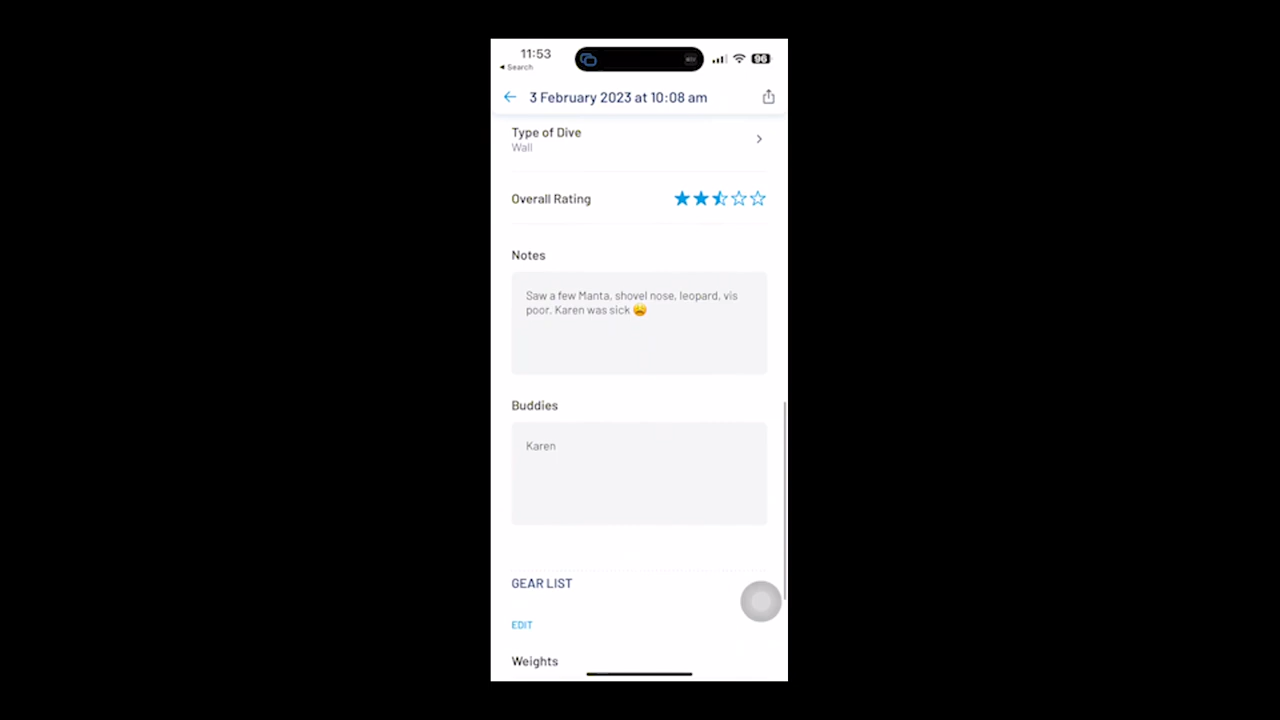 11:53
Search
96
3 February 2023 at 10:08 am
Type of Dive
Wall
Overall Rating
Notes
Saw a few Manta, shovel nose, leopard, vis
poor. Karen was sick 😞
Buddies
Karen
GEAR LIST
EDIT
Weights